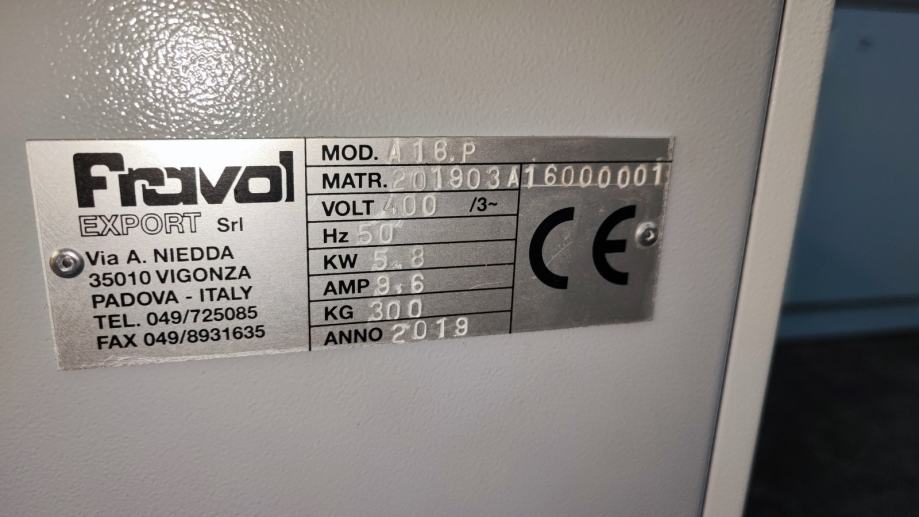 Fravol
EXPORT Srl
Via A. NIEDDA
35010 VIGONZA
PADOVA - ITALY
TEL. 049/725085
FAX 049/8931635
MOD. A16.P
MATR. 201903A16000001
VOLT 400 /3~
Hz 50
KW 5.8
AMP 9.6
KG 300
ANNO 2019
CE